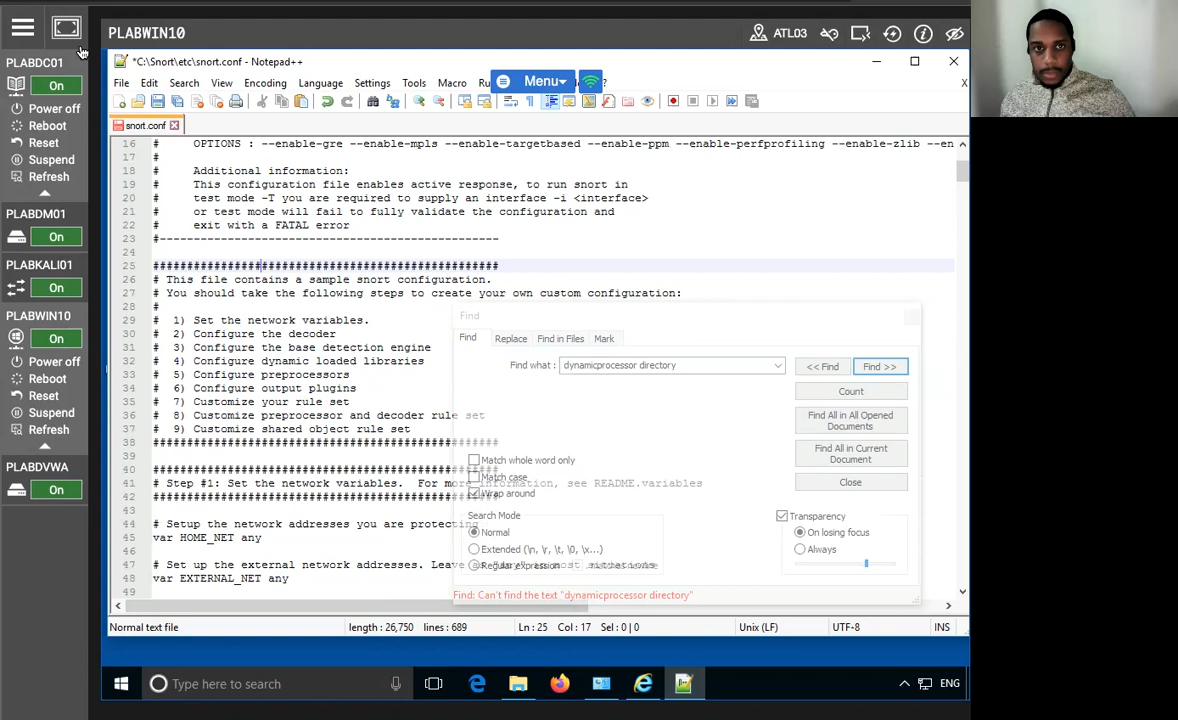 PLABWIN10
ATL03
PLABDC01
On
Power off
Reboot
Reset
Suspend
Refresh
PLABDM01
On
PLABKALI01
On
PLABWIN10
On
Power off
Reboot
Reset
Suspend
Refresh
PLABDVWA
On
*C:\Snort\etc\snort.conf - Notepad++
File Edit Search View Encoding Language Settings Tools Macro Ru ?
Menu
snort.conf
16 # OPTIONS : --enable-gre --enable-mpls --enable-targetbased --enable-ppm --enable-perfprofiling --enable-zlib --en
17 #
18 # Additional information:
19 # This configuration file enables active response, to run snort in
20 # test mode -T you are required to supply an interface -i <interface>
21 # or test mode will fail to fully validate the configuration and
22 # exit with a FATAL error
23 #--------------------------------------------------
24
25 ###################################################
26 # This file contains a sample snort configuration.
27 # You should take the following steps to create your own custom configuration:
28 #
29 # 1) Set the network variables.
30 # 2) Configure the decoder
31 # 3) Configure the base detection engine
32 # 4) Configure dynamic loaded libraries
33 # 5) Configure preprocessors
34 # 6) Configure output plugins
35 # 7) Customize your rule set
36 # 8) Customize preprocessor and decoder rule set
37 # 9) Customize shared object rule set
38 ###################################################
39
40 ###################################################
41 # Step #1: Set the network variables. For more information, see README.variables
42 ###################################################
43
44 # Setup the network addresses you are protecting
45 var HOME_NET any
46
47 # Set up the external network addresses. Leave as "any" in most situations
48 var EXTERNAL_NET any
49
Find
Find Replace Find in Files Mark
Find what : dynamicprocessor directory
<< Find
Find >>
Count
Find All in All Opened
Documents
Find All in Current
Document
Close
Match whole word only
Match case
Wrap around
Search Mode
Normal
Extended (\n, \r, \t, \0, \x...)
Regular expression
. matches newline
Transparency
On losing focus
Always
Find: Can't find the text "dynamicprocessor directory"
Normal text file length : 26,750 lines : 689 Ln : 25 Col : 17 Sel : 0 | 0 Unix (LF) UTF-8 INS
Type here to search
ENG